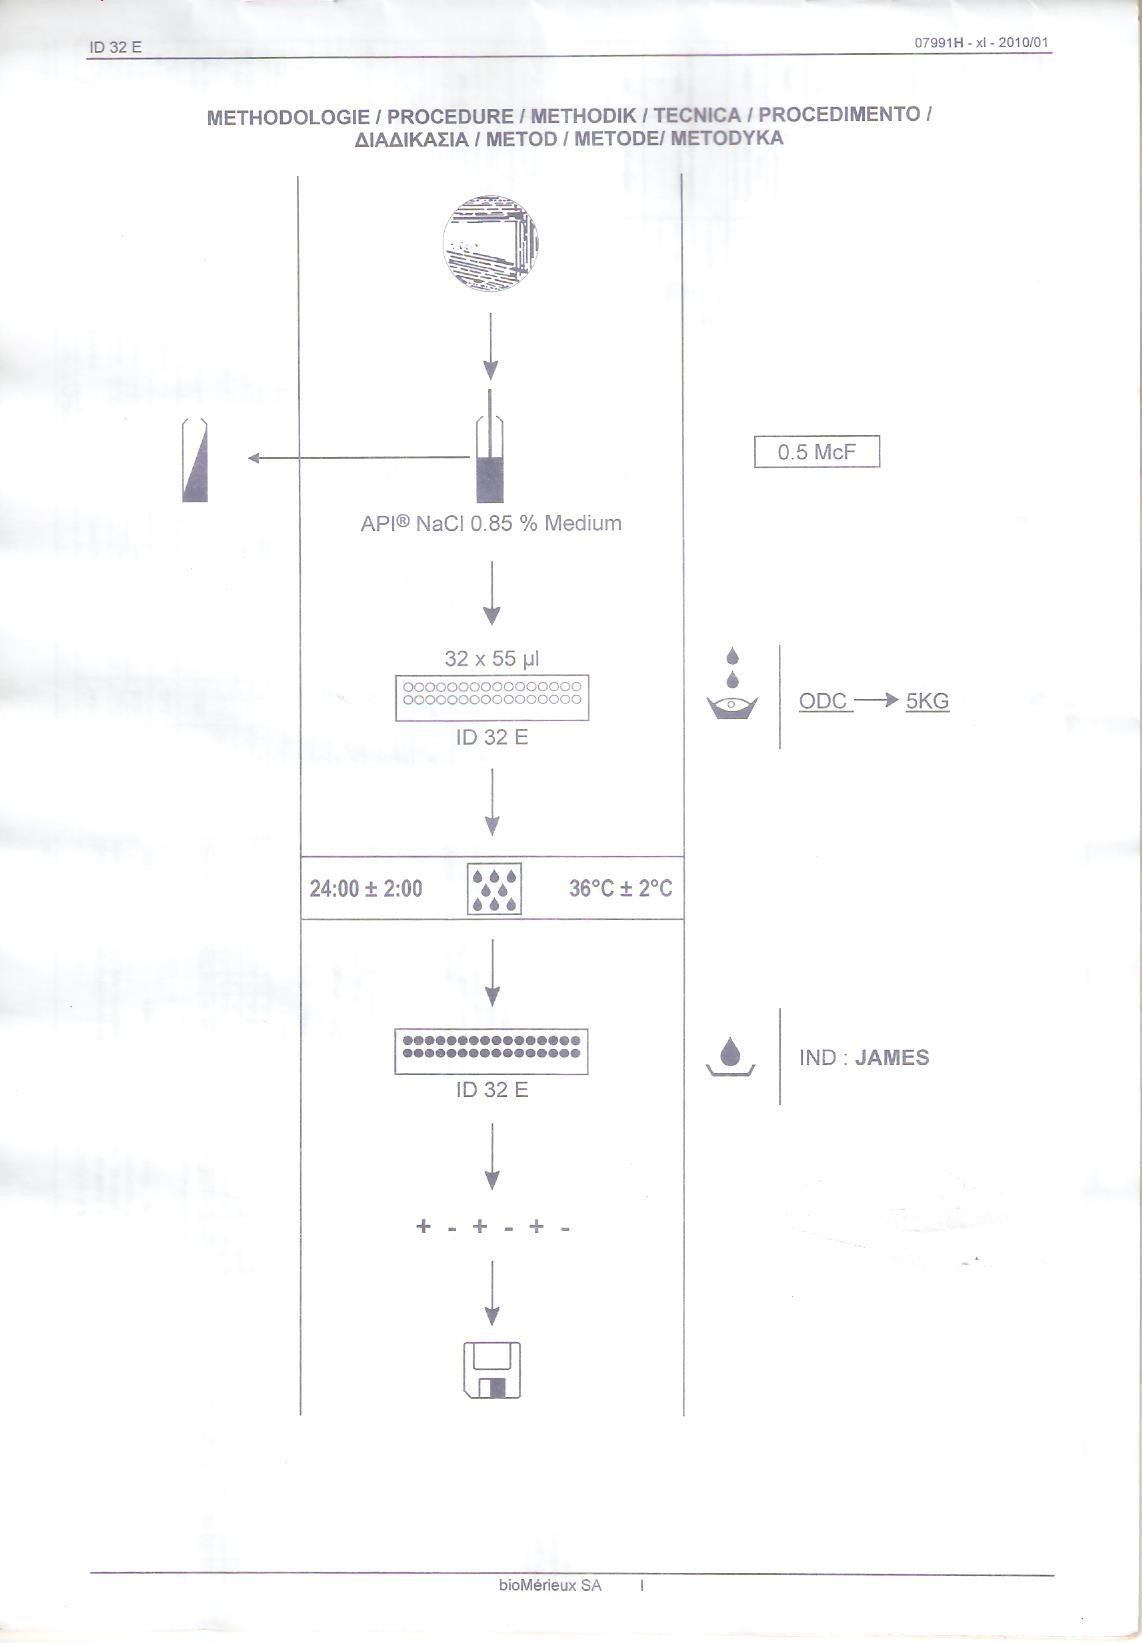 ID 32 E
07991H - xl - 2010/01
METHODOLOGIE / PROCEDURE / METHODIK / TECNICA / PROCEDIMENTO /
ΔΙΑΔΙΚΑΣΙΑ / METOD / METODE/ METODYKA
0.5 McF
API® NaCl 0.85 % Medium
32 x 55 µl
ODC → 5KG
ID 32 E
24:00 ± 2:00 36°C ± 2°C
IND : JAMES
ID 32 E
+ - + - + -
bioMérieux SA I